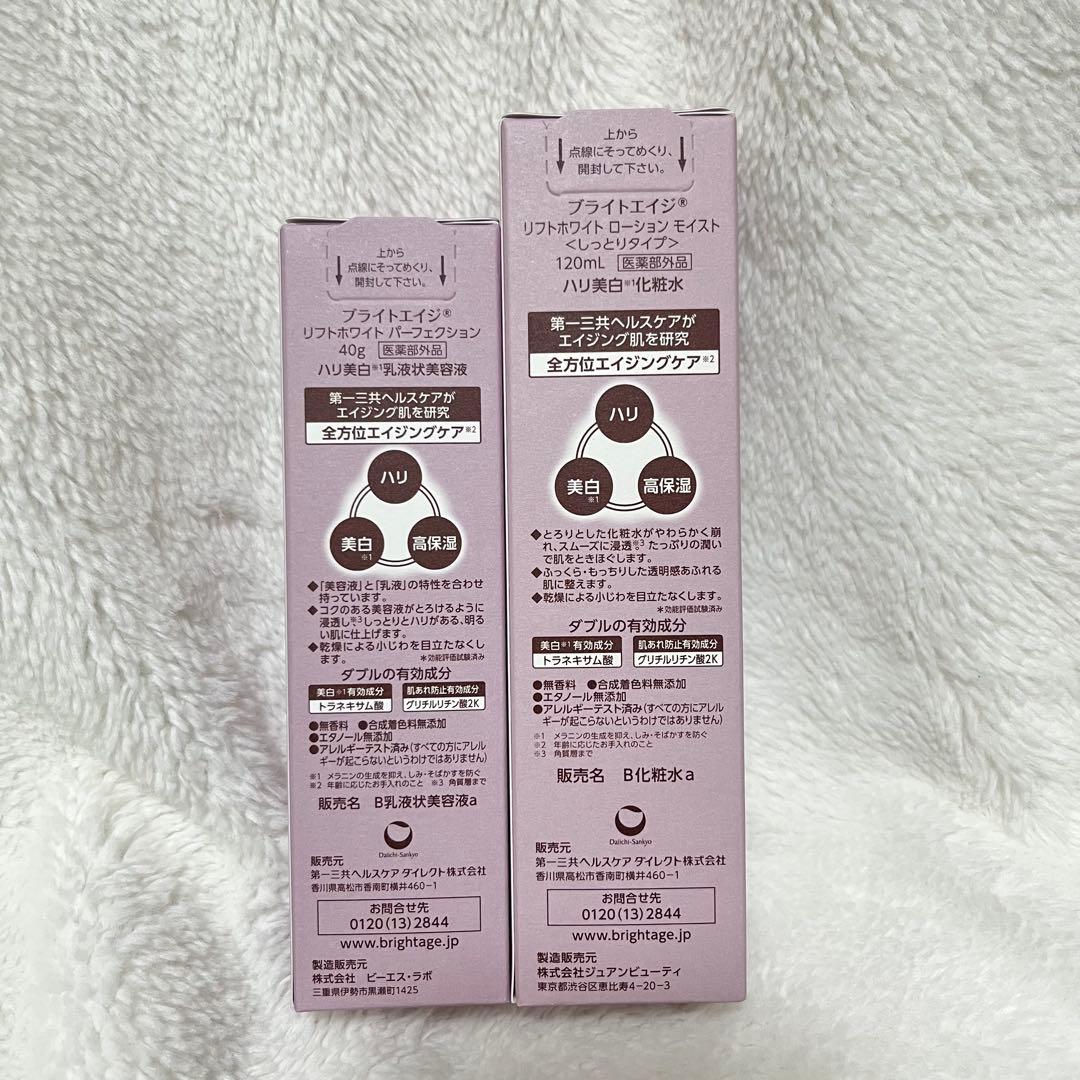 上から
点線にそってめくり、
開封して下さい。
ブライトエイジ®
リフトホワイト パーフェクション
40g 医薬部外品
ハリ美白※1乳液状美容液
第一三共ヘルスケアが
エイジング肌を研究
全方位エイジングケア※2
ハリ
美白
※1
高保湿
◆「美容液」と「乳液」の特性を合わせ
持っています。
◆コクのある美容液がとろけるように
浸透し※3、しっとりとハリがある、明る
い肌に仕上げます。
◆乾燥による小じわを目立たなくし
ます。 *効能評価試験済み
ダブルの有効成分
美白※1有効成分
トラネキサム酸
肌あれ防止有効成分
グリチルリチン酸2K
●無香料 ●合成着色料無添加
●エタノール無添加
●アレルギーテスト済み(すべての方にアレル
ギーが起こらないというわけではありません)
※1 メラニンの生成を抑え、しみ・そばかすを防ぐ
※2 年齢に応じたお手入れのこと ※3 角質層まで
販売名 B乳液状美容液a
Daiichi-Sankyo
販売元
第一三共ヘルスケア ダイレクト株式会社
香川県高松市香南町横井460−1
お問合せ先
0120(13)2844
www.brightage.jp
製造販売元
株式会社 ビーエス・ラボ
三重県伊勢市黒瀬町1425
上から
点線にそってめくり、
開封して下さい。
ブライトエイジ®
リフトホワイト ローション モイスト
<しっとりタイプ>
120mL 医薬部外品
ハリ美白※1化粧水
第一三共ヘルスケアが
エイジング肌を研究
全方位エイジングケア※2
ハリ
美白
※1
高保湿
◆とろりとした化粧水がやわらかく崩
れ、スムーズに浸透※3。たっぷりの潤い
で肌をときほぐします。
◆ふっくら・もっちりした透明感あふれる
肌に整えます。
◆乾燥による小じわを目立たなくします。
*効能評価試験済み
ダブルの有効成分
美白※1有効成分
トラネキサム酸
肌あれ防止有効成分
グリチルリチン酸2K
●無香料 ●合成着色料無添加
●エタノール無添加
●アレルギーテスト済み(すべての方にアレル
ギーが起こらないというわけではありません)
※1 メラニンの生成を抑え、しみ・そばかすを防ぐ
※2 年齢に応じたお手入れのこと
※3 角質層まで
販売名 B化粧水a
Daiichi-Sankyo
販売元
第一三共ヘルスケア ダイレクト株式会社
香川県高松市香南町横井460−1
お問合せ先
0120(13)2844
www.brightage.jp
製造販売元
株式会社ジュアンビューティ
東京都渋谷区恵比寿4−20−3